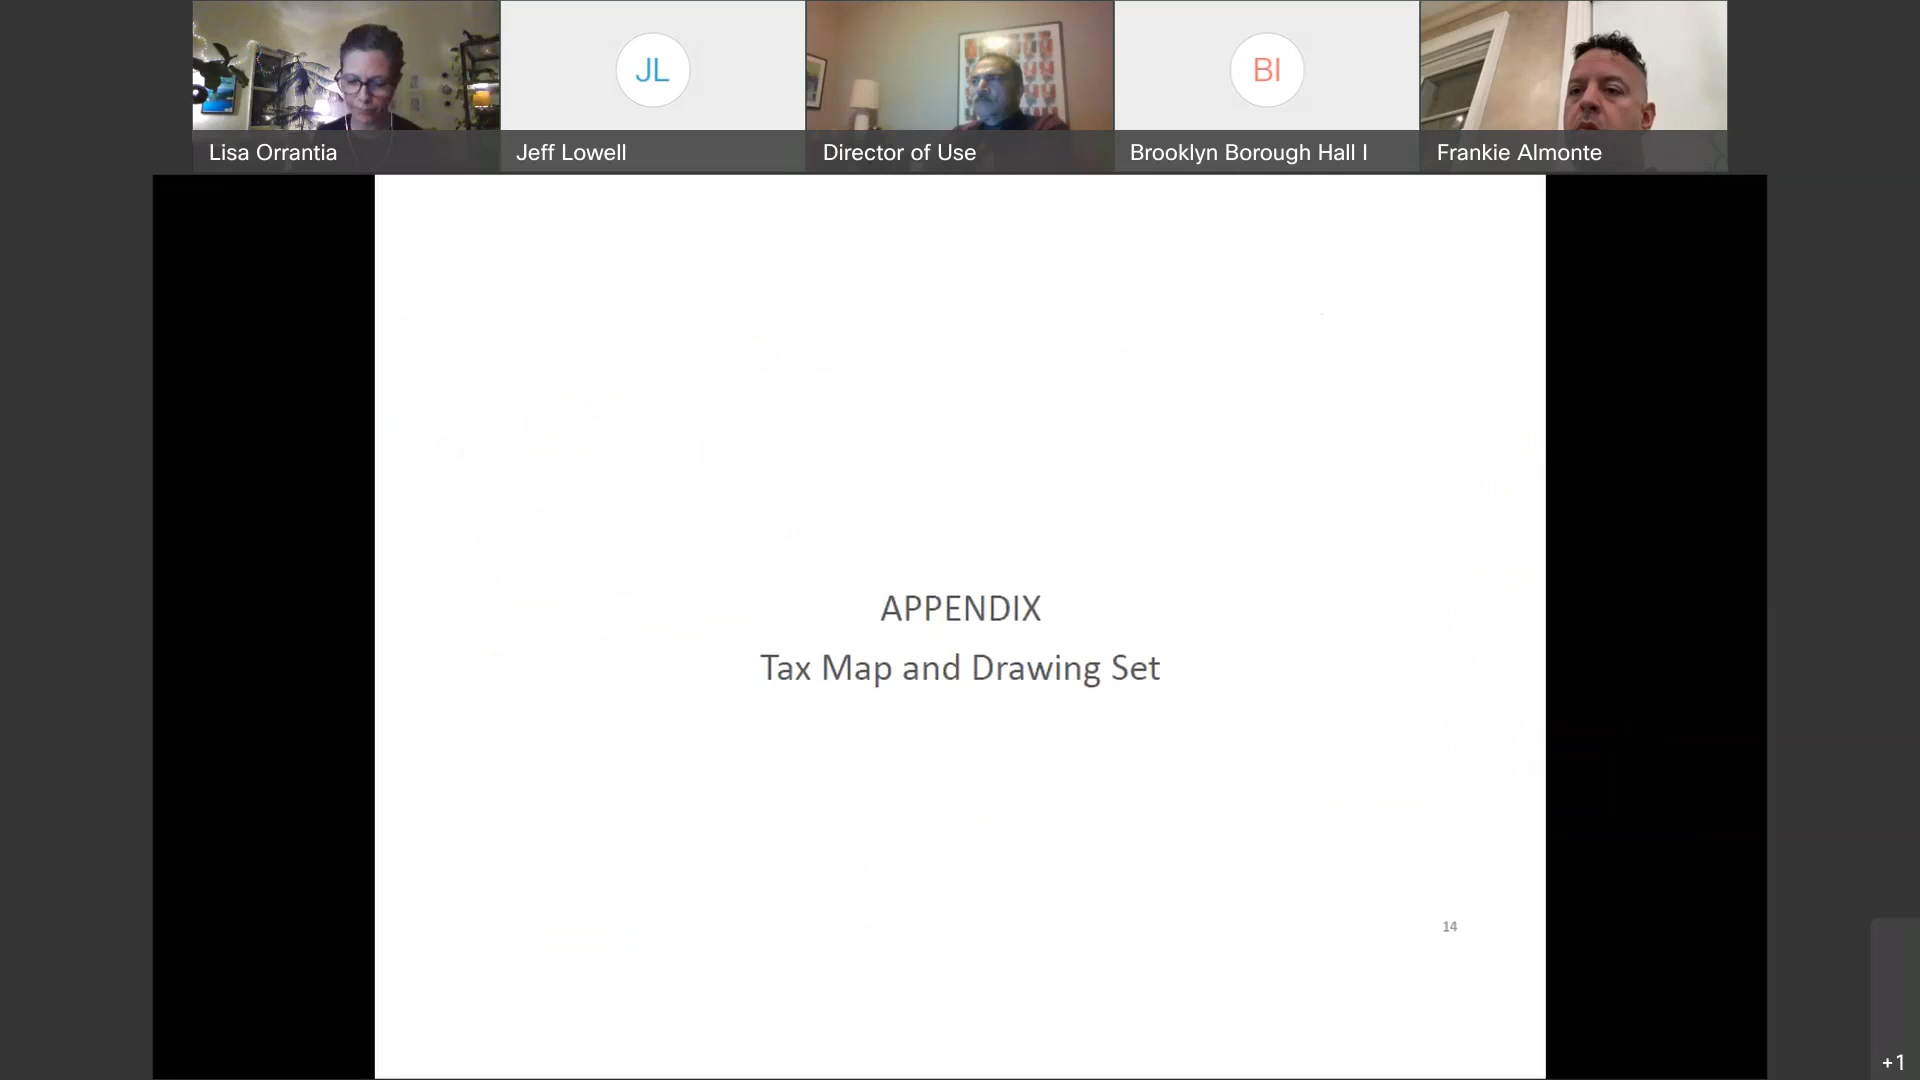 JL
BI
Lisa Orrantia
Jeff Lowell
Director of Use
Brooklyn Borough Hall I
Frankie Almonte
APPENDIX
Tax Map and Drawing Set
14
+1